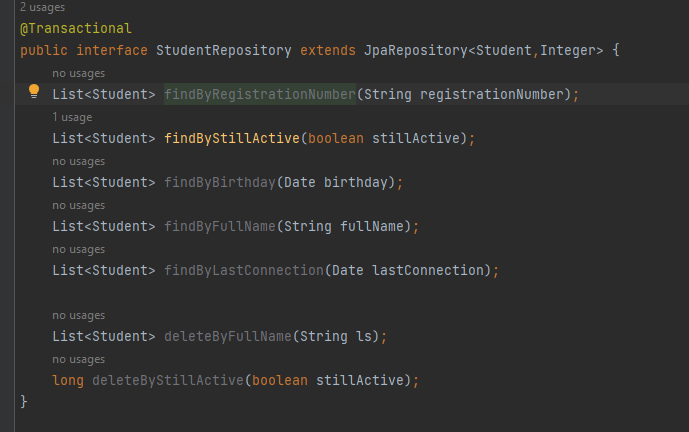 2 usages
@Transactional
public interface StudentRepository extends JpaRepository<Student,Integer> {
no usages
List<Student> findByRegistrationNumber(String registrationNumber);
1 usage
List<Student> findByStillActive(boolean stillActive);
no usages
List<Student> findByBirthday(Date birthday);
no usages
List<Student> findByFullName(String fullName);
no usages
List<Student> findByLastConnection(Date lastConnection);
no usages
List<Student> deleteByFullName(String ls);
no usages
long deleteByStillActive(boolean stillActive);
}